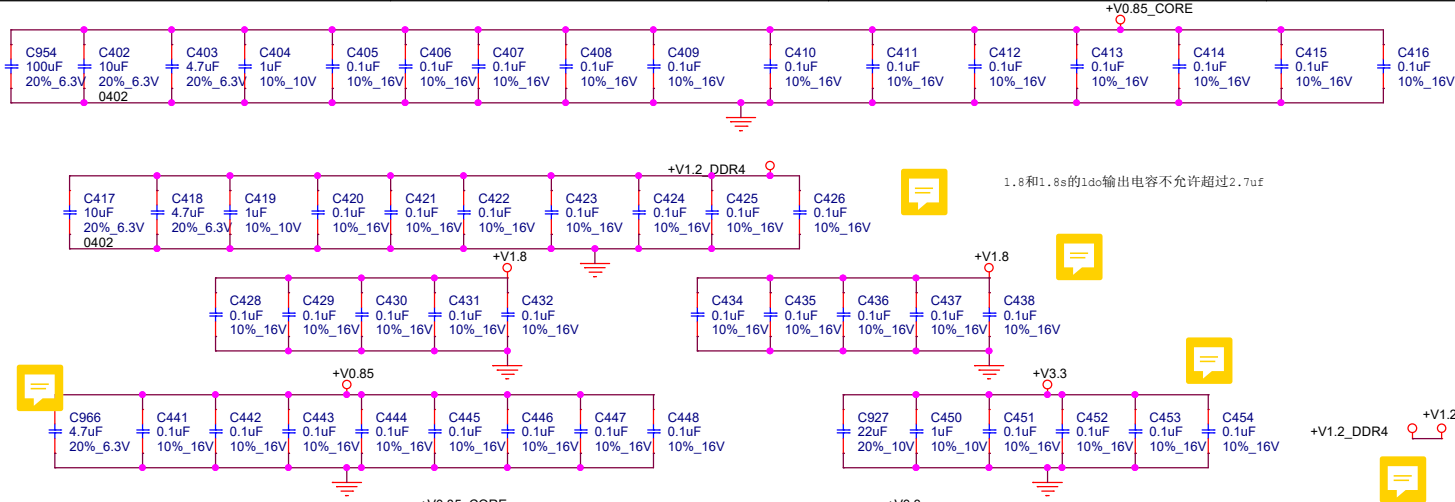 +V0.85_CORE
C954 100uF 20%_6.3V
C402 10uF 20%_6.3V 0402
C403 4.7uF 20%_6.3V
C404 1uF 10%_10V
C405 0.1uF 10%_16V
C406 0.1uF 10%_16V
C407 0.1uF 10%_16V
C408 0.1uF 10%_16V
C409 0.1uF 10%_16V
C410 0.1uF 10%_16V
C411 0.1uF 10%_16V
C412 0.1uF 10%_16V
C413 0.1uF 10%_16V
C414 0.1uF 10%_16V
C415 0.1uF 10%_16V
C416 0.1uF 10%_16V
+V1.2_DDR4
1.8和1.8s的ldo输出电容不允许超过2.7uf
C417 10uF 20%_6.3V 0402
C418 4.7uF 20%_6.3V
C419 1uF 10%_10V
C420 0.1uF 10%_16V
C421 0.1uF 10%_16V
C422 0.1uF 10%_16V
C423 0.1uF 10%_16V
C424 0.1uF 10%_16V
C425 0.1uF 10%_16V
C426 0.1uF 10%_16V
+V1.8
C428 0.1uF 10%_16V
C429 0.1uF 10%_16V
C430 0.1uF 10%_16V
C431 0.1uF 10%_16V
C432 0.1uF 10%_16V
+V1.8
C434 0.1uF 10%_16V
C435 0.1uF 10%_16V
C436 0.1uF 10%_16V
C437 0.1uF 10%_16V
C438 0.1uF 10%_16V
+V0.85
C966 4.7uF 20%_6.3V
C441 0.1uF 10%_16V
C442 0.1uF 10%_16V
C443 0.1uF 10%_16V
C444 0.1uF 10%_16V
C445 0.1uF 10%_16V
C446 0.1uF 10%_16V
C447 0.1uF 10%_16V
C448 0.1uF 10%_16V
+V3.3
C927 22uF 20%_10V
C450 1uF 10%_10V
C451 0.1uF 10%_16V
C452 0.1uF 10%_16V
C453 0.1uF 10%_16V
C454 0.1uF 10%_16V
+V1.2_DDR4
+V1.2